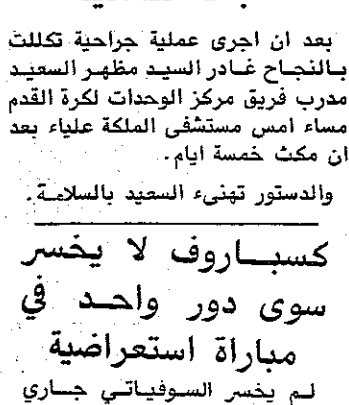 بعد ان اجرى عملية جراحية تكللت
بالنجاح غادر السيد مظهر السعيد
مدرب فريق مركز الوحدات لكرة القدم
مساء امس مستشفى الملكة علياء بعد
ان مكث خمسة ايام.
والدستور تهنىء السعيد بالسلامة.
كسباروف لا يخسر
سوى دور واحد في
مباراة استعراضية
لم يخسر السوفياتي جاري